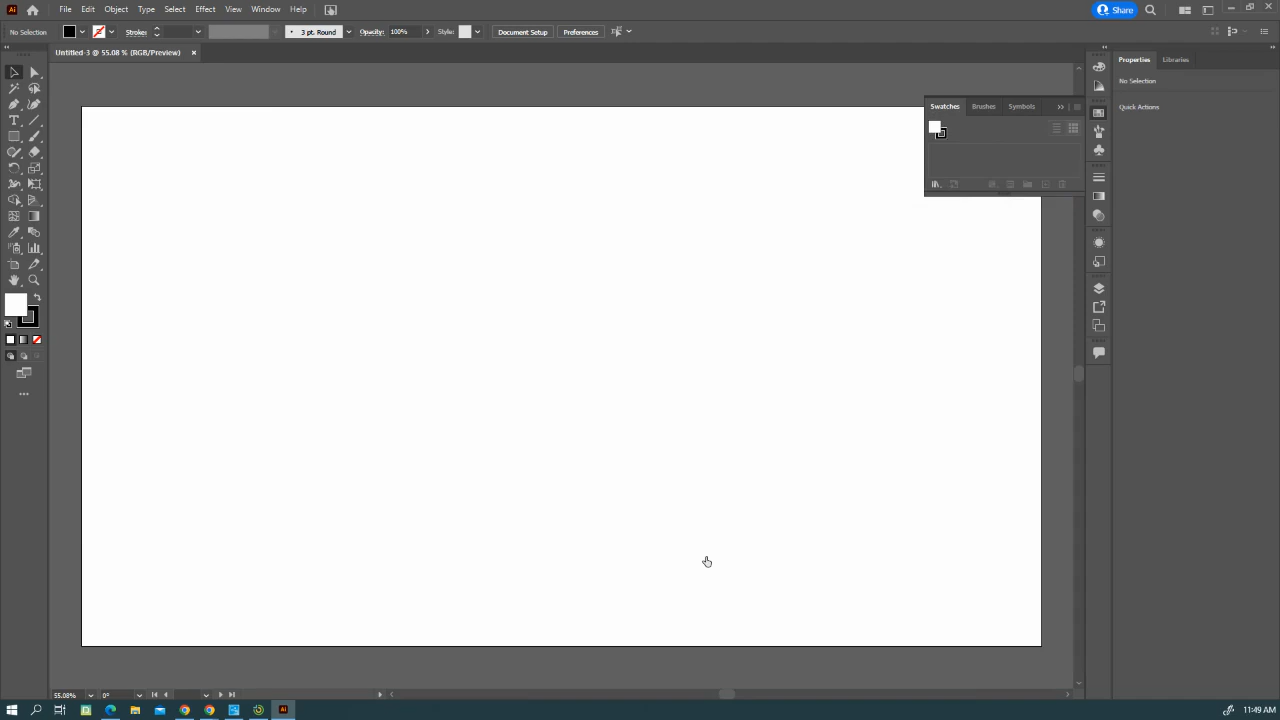 Ai File Edit Object Type Select Effect View Window Help Share
No Selection Stroke: 3 pt. Round Opacity: 100% Style: Document Setup Preferences
Untitled-3 @ 55.08 % (RGB/Preview) ×
Properties Libraries
No Selection
Quick Actions
Swatches Brushes Symbols
T
55.08% 0°
Ai 11:49 AM